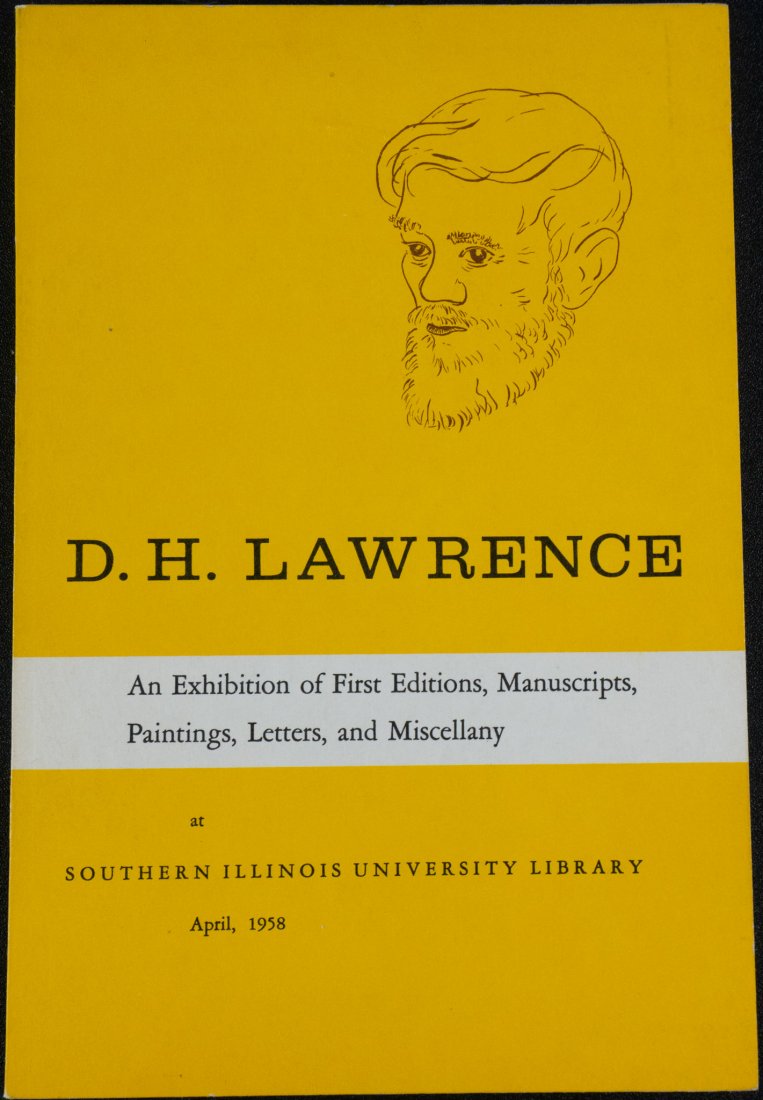 D. H. LAWRENCE
An Exhibition of First Editions, Manuscripts,
Paintings, Letters, and Miscellany
at
SOUTHERN ILLINOIS UNIVERSITY LIBRARY
April, 1958